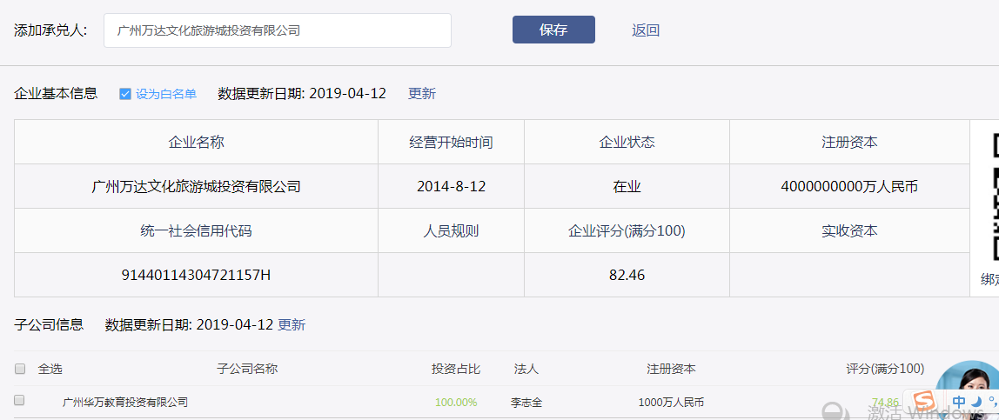 添加承兑人: 广州万达文化旅游城投资有限公司 保存 返回
企业基本信息 设为白名单 数据更新日期: 2019-04-12 更新
企业名称 经营开始时间 企业状态 注册资本
广州万达文化旅游城投资有限公司 2014-8-12 在业 4000000000万人民币
统一社会信用代码 人员规则 企业评分(满分100) 实收资本
91440114304721157H 82.46
绑定
子公司信息 数据更新日期: 2019-04-12 更新
全选 子公司名称 投资占比 法人 注册资本 评分(满分100)
广州华万教育投资有限公司 100.00% 李志全 1000万人民币 74.86
中
激活 Windows